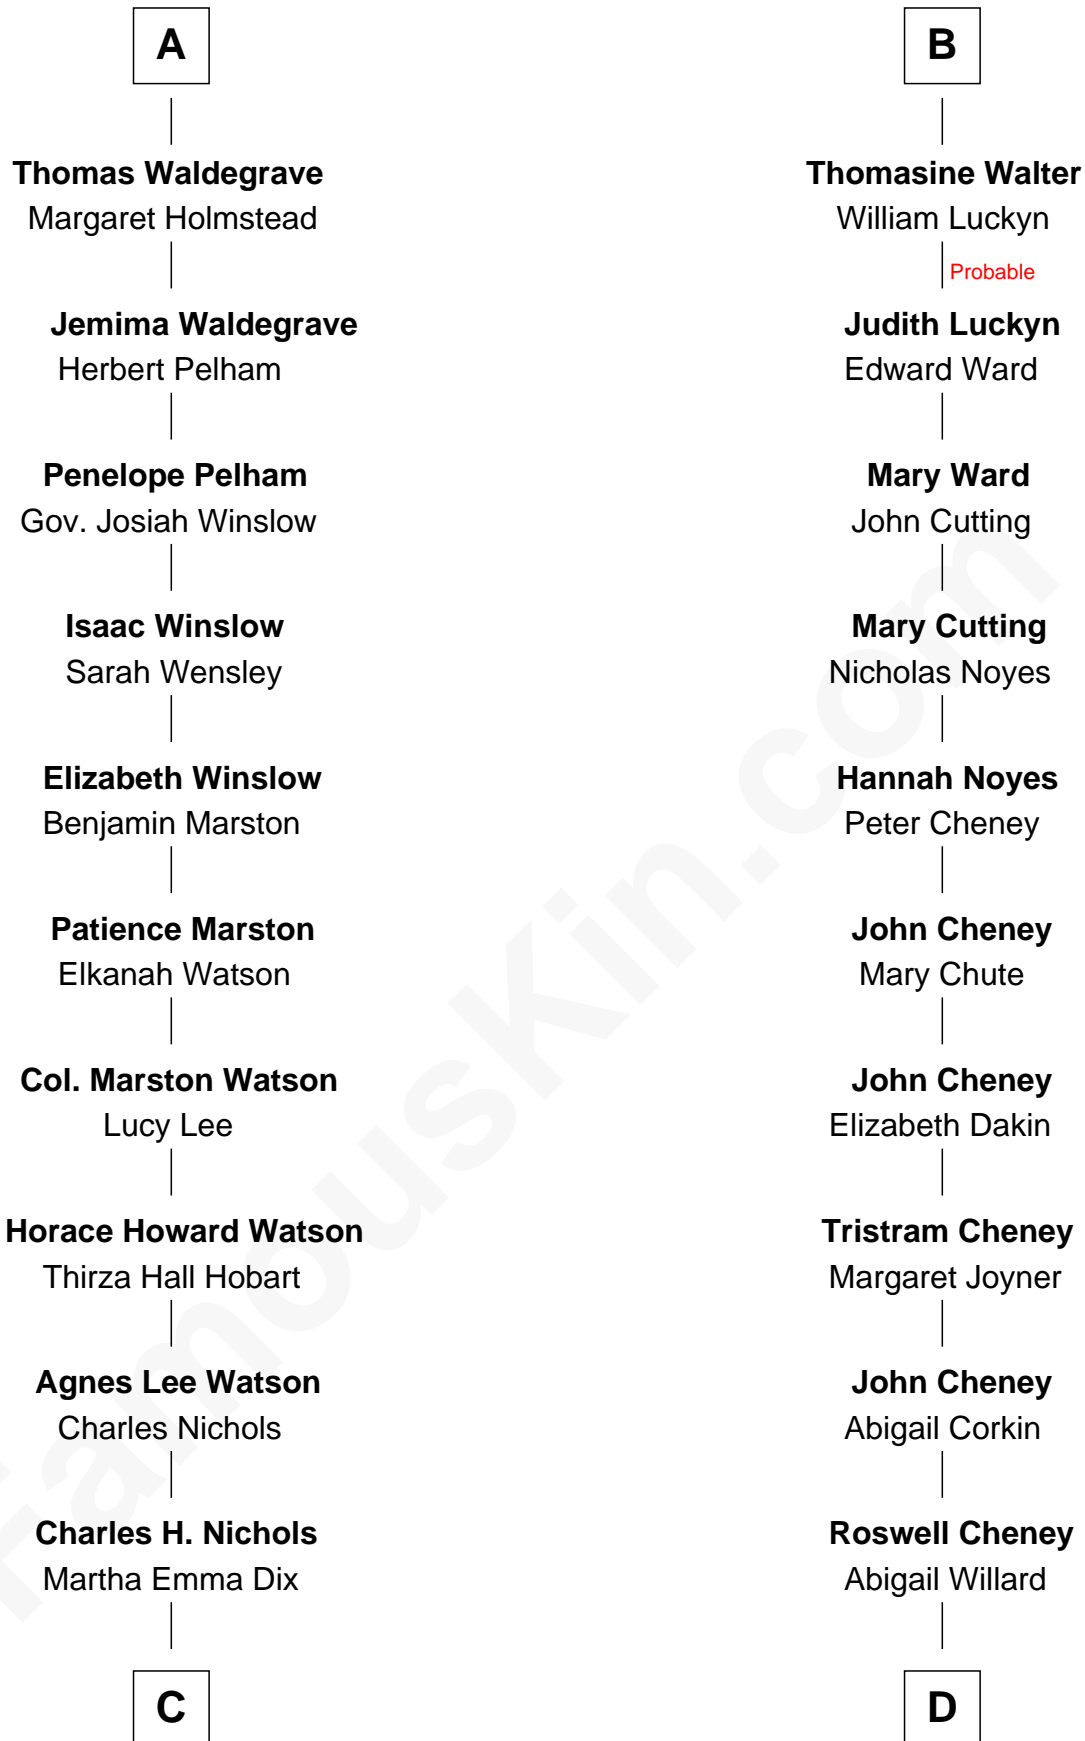 A
Thomas Waldegrave
Margaret Holmstead
Jemima Waldegrave
Herbert Pelham
Penelope Pelham
Gov. Josiah Winslow
Isaac Winslow
Sarah Wensley
Elizabeth Winslow
Benjamin Marston
Patience Marston
Elkanah Watson
Col. Marston Watson
Lucy Lee
Horace Howard Watson
Thirza Hall Hobart
Agnes Lee Watson
Charles Nichols
Charles H. Nichols
Martha Emma Dix
C
B
Thomasine Walter
William Luckyn
Probable
Judith Luckyn
Edward Ward
Mary Ward
John Cutting
Mary Cutting
Nicholas Noyes
Hannah Noyes
Peter Cheney
John Cheney
Mary Chute
John Cheney
Elizabeth Dakin
Tristram Cheney
Margaret Joyner
John Cheney
Abigail Corkin
Roswell Cheney
Abigail Willard
D
FamousKin.com